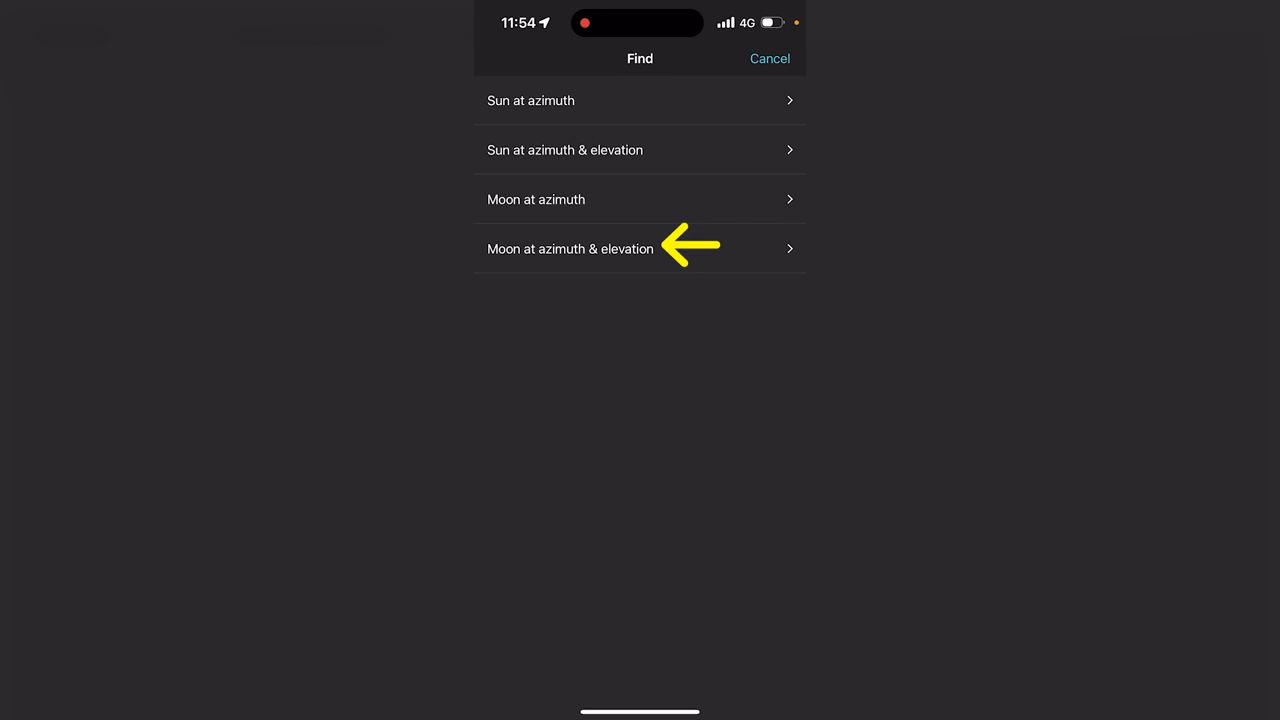 11:54 4G
Find Cancel
Sun at azimuth
Sun at azimuth & elevation
Moon at azimuth
Moon at azimuth & elevation